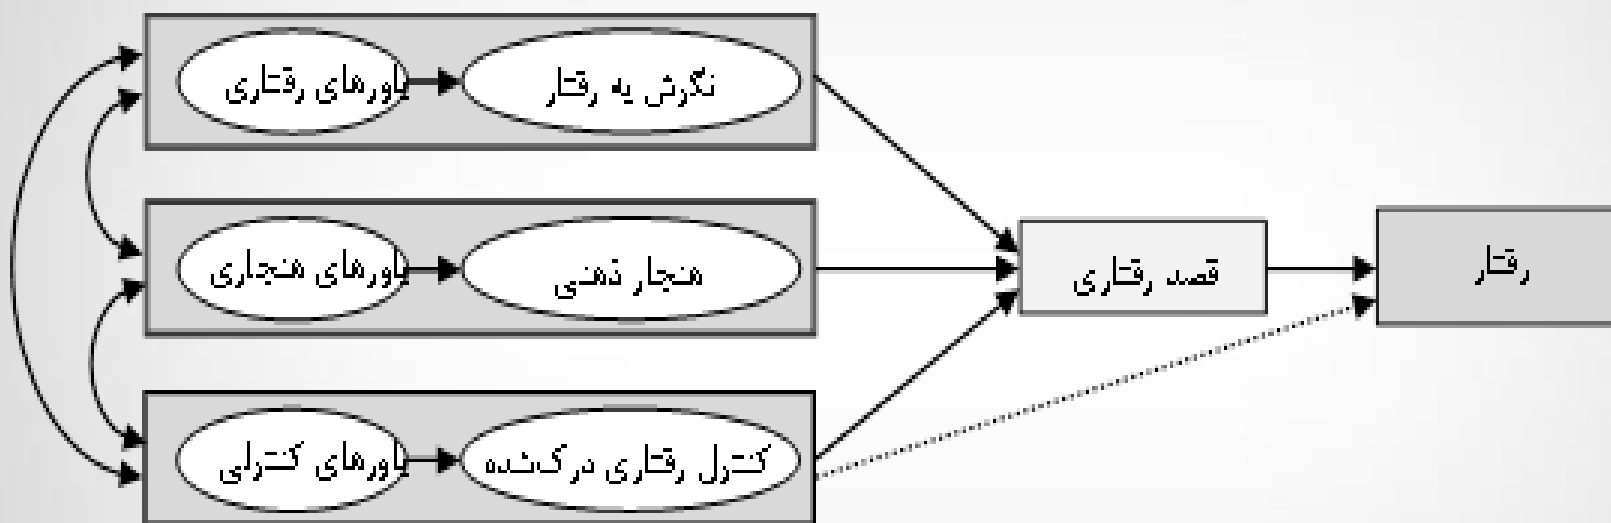 باورهای رفتاری
نگرش به رفتار
باورهای هنجاری
هنجار ذهنی
قصد رفتاری
رفتار
باورهای کنترلی
کنترل رفتاری درک‌شده